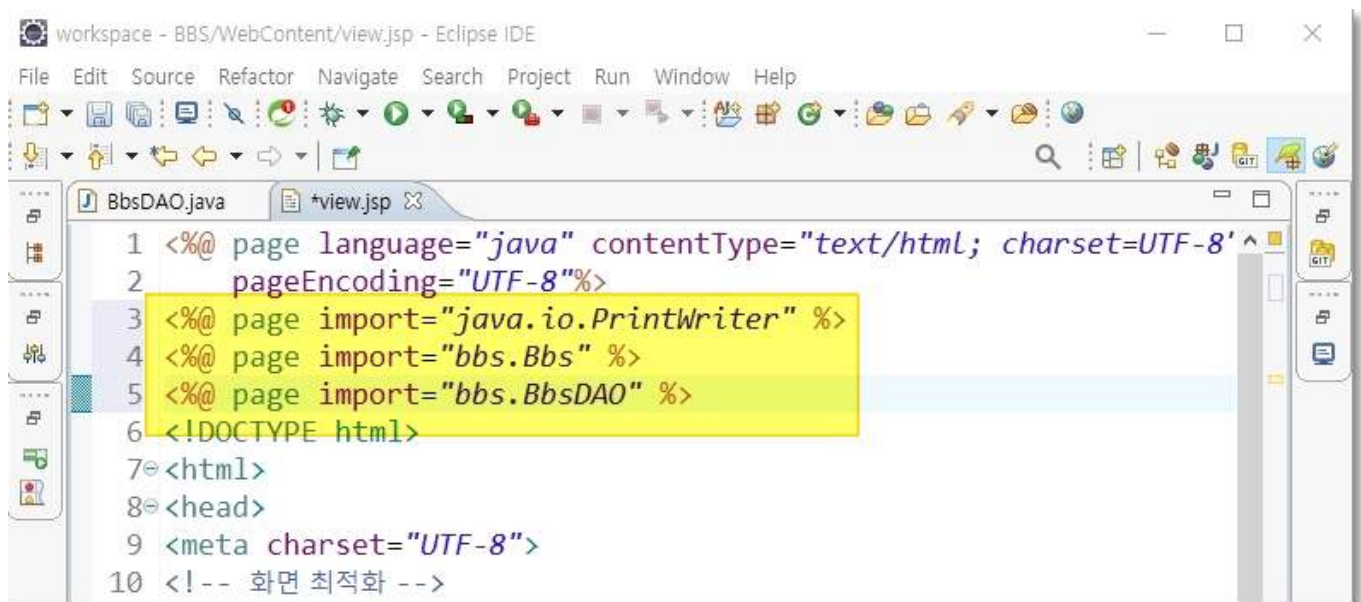 workspace - BBS/WebContent/view.jsp - Eclipse IDE
File Edit Source Refactor Navigate Search Project Run Window Help
BbsDAO.java *view.jsp
1 <%@ page language="java" contentType="text/html; charset=UTF-8"
2 pageEncoding="UTF-8"%>
3 <%@ page import="java.io.PrintWriter" %>
4 <%@ page import="bbs.Bbs" %>
5 <%@ page import="bbs.BbsDAO" %>
6 <!DOCTYPE html>
7 <html>
8 <head>
9 <meta charset="UTF-8">
10 <!-- 화면 최적화 -->